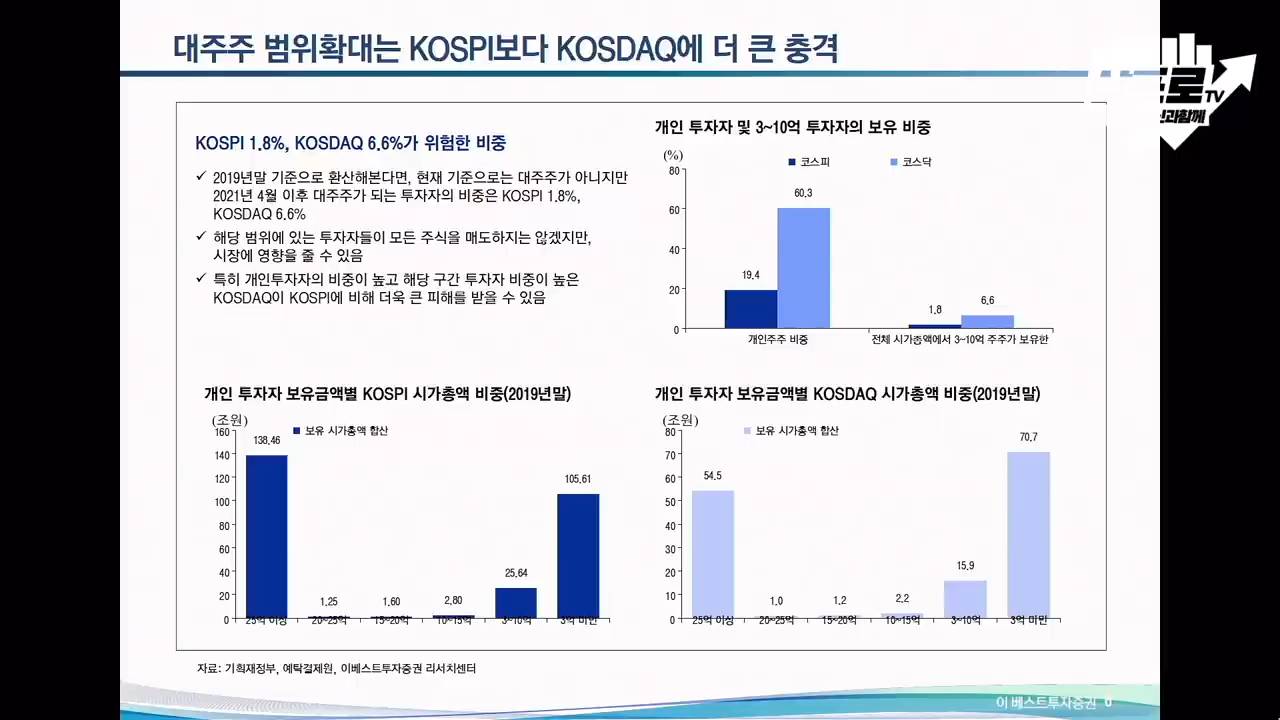 대주주 범위확대는 KOSPI보다 KOSDAQ에 더 큰 충격
TV
KOSPI 1.8%, KOSDAQ 6.6%가 위험한 비중
✓ 2019년말 기준으로 환산해본다면, 현재 기준으로는 대주주가 아니지만
2021년 4월 이후 대주주가 되는 투자자의 비중은 KOSPI 1.8%,
KOSDAQ 6.6%
✓ 해당 범위에 있는 투자자들이 모든 주식을 매도하지는 않겠지만,
시장에 영향을 줄 수 있음
✓ 특히 개인투자자의 비중이 높고 해당 구간 투자자 비중이 높은
KOSDAQ이 KOSPI에 비해 더욱 큰 피해를 받을 수 있음
개인 투자자 및 3~10억 투자자의 보유 비중
(%)
코스피 코스닥
80
60
40
20
0
19.4 60.3 1.8 6.6
개인주주 비중 전체 시가총액에서 3~10억 주주가 보유한
개인 투자자 보유금액별 KOSPI 시가총액 비중(2019년말)
(조원)
보유 시가총액 합산
160
140
120
100
80
60
40
20
0
138.46 1.25 1.60 2.80 25.64 105.61
25억 이상 20~25억 15~20억 10~15억 3~10억 3억 미만
개인 투자자 보유금액별 KOSDAQ 시가총액 비중(2019년말)
(조원)
보유 시가총액 합산
80
70
60
50
40
30
20
10
0
54.5 1.0 1.2 2.2 15.9 70.7
25억 이상 20~25억 15~20억 10~15억 3~10억 3억 미만
자료: 기획재정부, 예탁결제원, 이베스트투자증권 리서치센터
이베스트투자증권 6